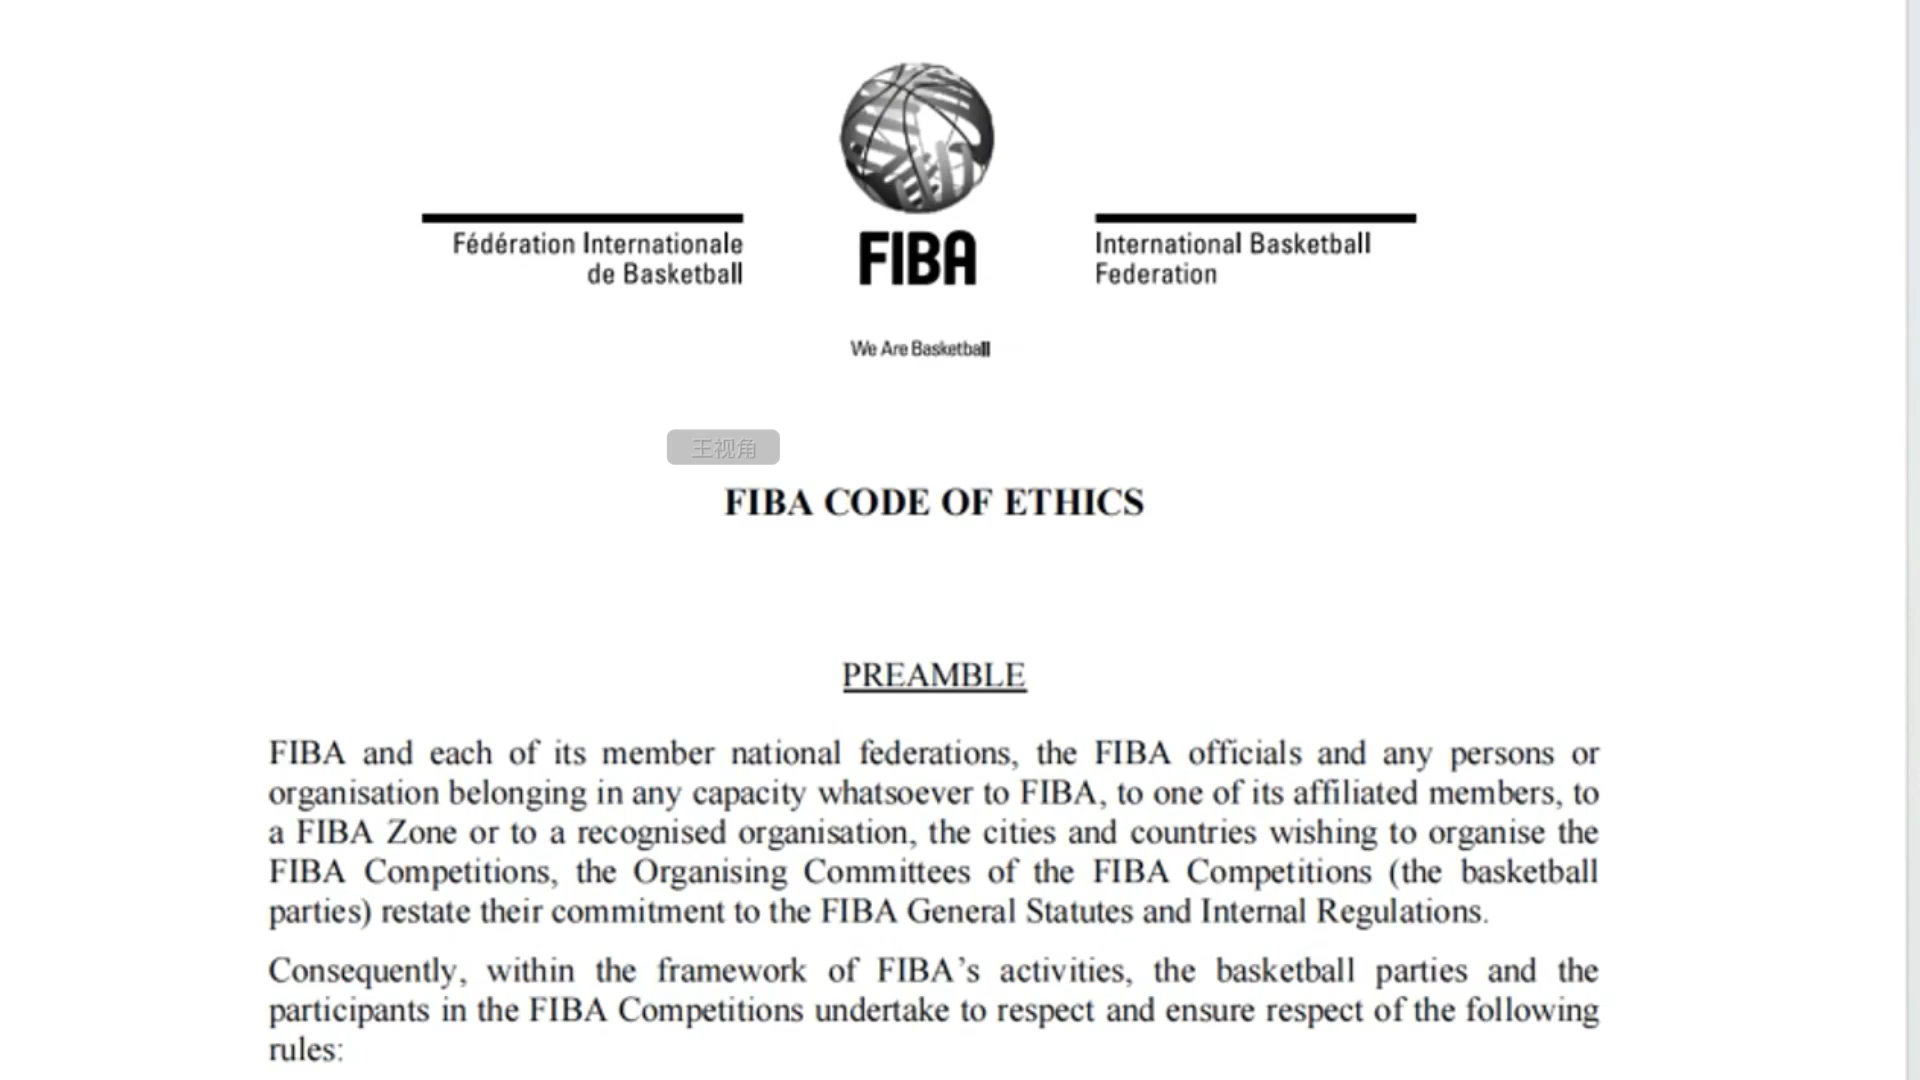 Fédération Internationale
de Basketball
FIBA
International Basketball
Federation
We Are Basketball
王视角
FIBA CODE OF ETHICS
PREAMBLE
FIBA and each of its member national federations, the FIBA officials and any persons or
organisation belonging in any capacity whatsoever to FIBA, to one of its affiliated members, to
a FIBA Zone or to a recognised organisation, the cities and countries wishing to organise the
FIBA Competitions, the Organising Committees of the FIBA Competitions (the basketball
parties) restate their commitment to the FIBA General Statutes and Internal Regulations.
Consequently, within the framework of FIBA’s activities, the basketball parties and the
participants in the FIBA Competitions undertake to respect and ensure respect of the following
rules: